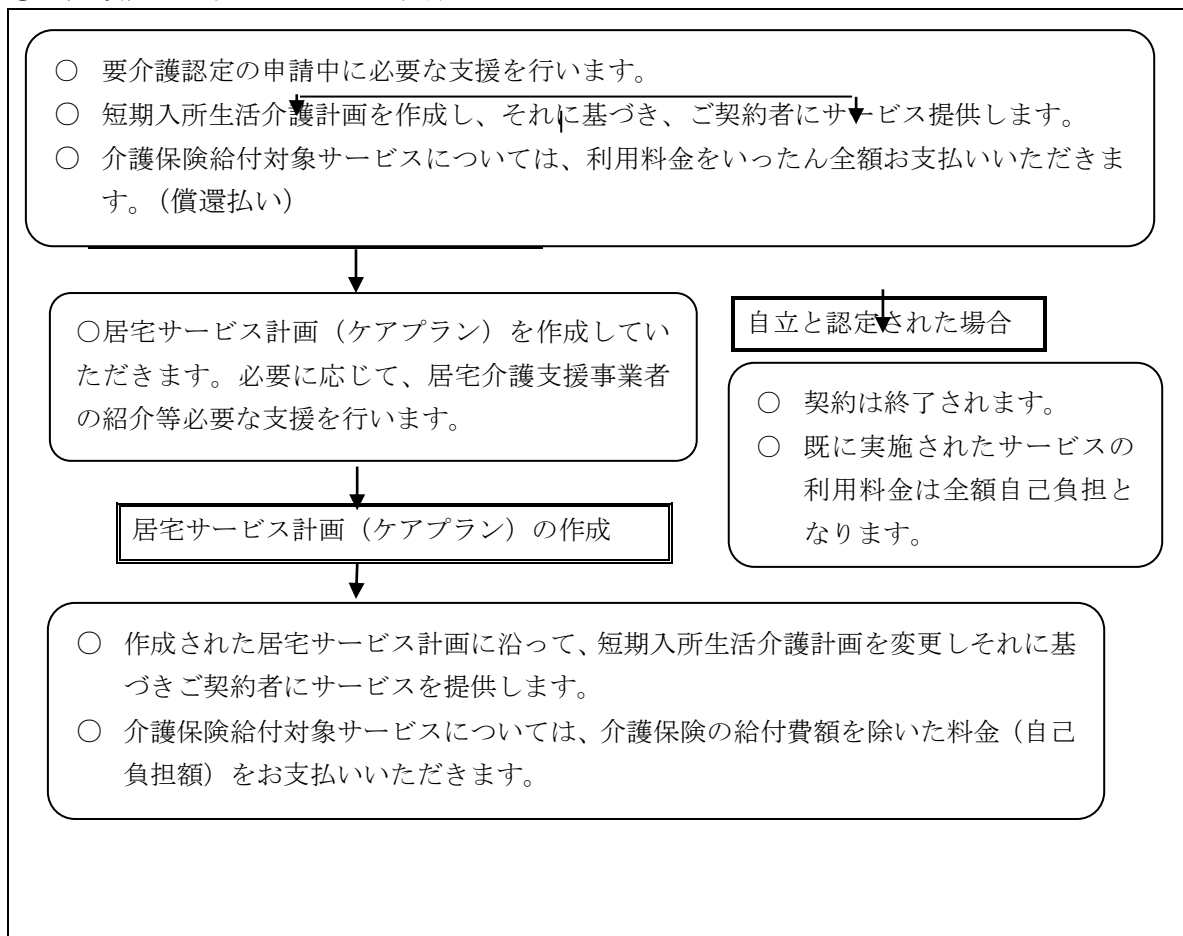 ○ 要介護認定の申請中に必要な支援を行います。
○ 短期入所生活介護計画を作成し、それに基づき、ご契約者にサービス提供します。
○ 介護保険給付対象サービスについては、利用料金をいったん全額お支払いいただきま
す。（償還払い）
○居宅サービス計画（ケアプラン）を作成してい
ただきます。必要に応じて、居宅介護支援事業者
の紹介等必要な支援を行います。
自立と認定された場合
○ 契約は終了されます。
○ 既に実施されたサービスの
利用料金は全額自己負担と
なります。
居宅サービス計画（ケアプラン）の作成
○ 作成された居宅サービス計画に沿って、短期入所生活介護計画を変更しそれに基
づきご契約者にサービスを提供します。
○ 介護保険給付対象サービスについては、介護保険の給付費額を除いた料金（自己
負担額）をお支払いいただきます。